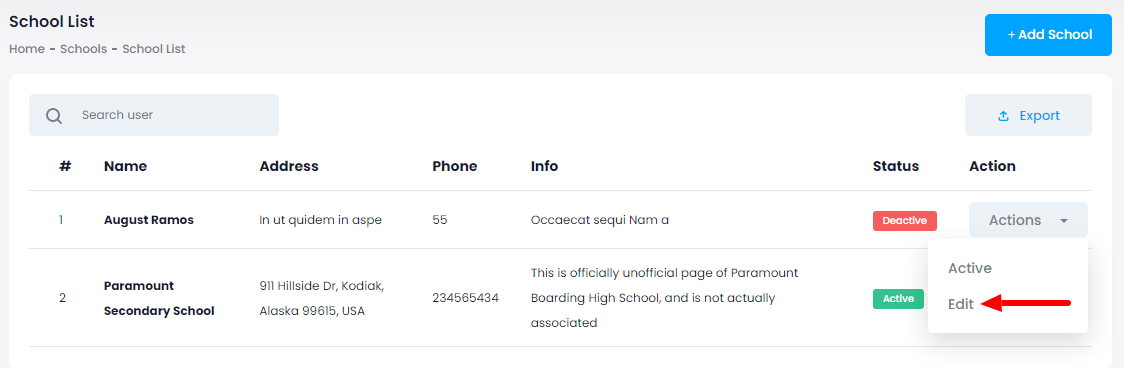 School List
Home - Schools - School List
+ Add School
Search user
Export
# Name Address Phone Info Status Action
1 August Ramos In ut quidem in aspe 55 Occaecat sequi Nam a Deactive Actions
Active
Edit
2 Paramount Secondary School 911 Hillside Dr, Kodiak, Alaska 99615, USA 234565434 This is officially unofficial page of Paramount Boarding High School, and is not actually associated Active